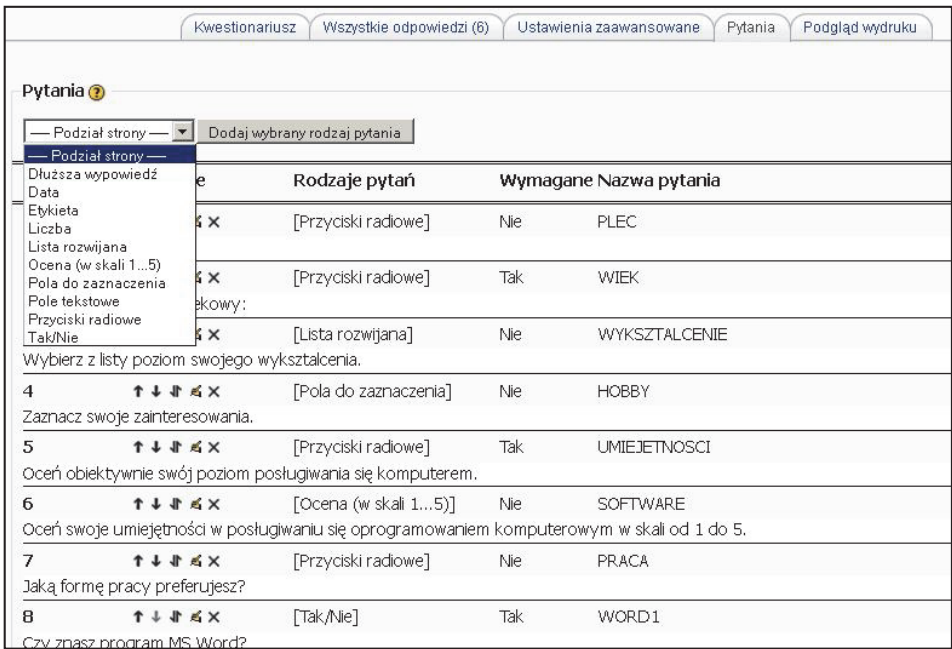 Kwestionariusz Wszystkie odpowiedzi (6) Ustawienia zaawansowane Pytania Podgląd wydruku
Pytania
— Podział strony — Dodaj wybrany rodzaj pytania
— Podział strony —
Dłuższa wypowiedź
Data
Etykieta
Liczba
Lista rozwijana
Ocena (w skali 1...5)
Pola do zaznaczenia
Pole tekstowe
Przyciski radiowe
Tak/Nie
Rodzaje pytań Wymagane Nazwa pytania
[Przyciski radiowe] Nie PLEC
[Przyciski radiowe] Tak WIEK
ekowy:
[Lista rozwijana] Nie WYKSZTALCENIE
Wybierz z listy poziom swojego wykształcenia.
4 [Pola do zaznaczenia] Nie HOBBY
Zaznacz swoje zainteresowania.
5 [Przyciski radiowe] Tak UMIEJETNOSCI
Oceń obiektywnie swój poziom posługiwania się komputerem.
6 [Ocena (w skali 1...5)] Nie SOFTWARE
Oceń swoje umiejętności w posługiwaniu się oprogramowaniem komputerowym w skali od 1 do 5.
7 [Przyciski radiowe] Nie PRACA
Jaką formę pracy preferujesz?
8 [Tak/Nie] Tak WORD1
Czy znasz program MS Word?